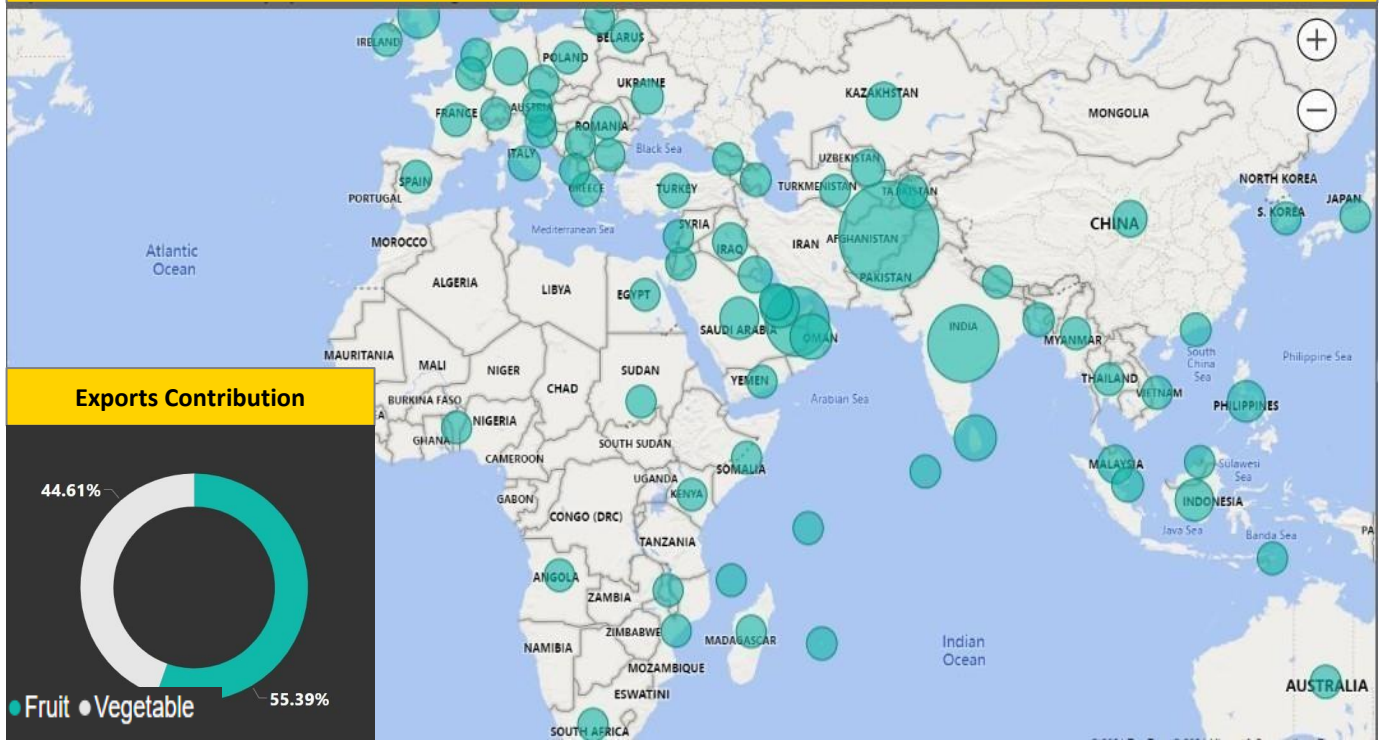 IRELAND
BELARUS
POLAND
UKRAINE
KAZAKHSTAN
MONGOLIA
FRANCE
AUSTRIA
ROMANIA
ITALY
Black Sea
UZBEKISTAN
NORTH KOREA
SPAIN
PORTUGAL
GREECE
TURKEY
TURKMENISTAN
TAJIKISTAN
S. KOREA
JAPAN
CHINA
Atlantic
Ocean
MOROCCO
Mediterranean Sea
SYRIA
IRAQ
IRAN
AFGHANISTAN
PAKISTAN
ALGERIA
LIBYA
EGYPT
SAUDI ARABIA
OMAN
INDIA
MYANMAR
MAURITANIA
MALI
NIGER
CHAD
SUDAN
YEMEN
Arabian Sea
THAILAND
VIETNAM
South
China
Sea
Philippine Sea
PHILIPPINES
BURKINA FASO
GHANA
NIGERIA
CAMEROON
SOUTH SUDAN
SOMALIA
UGANDA
KENYA
GABON
CONGO (DRC)
TANZANIA
MALAYSIA
Sulawesi
Sea
INDONESIA
Java Sea
Banda Sea
PA
ANGOLA
ZAMBIA
ZIMBABWE
NAMIBIA
MADAGASCAR
MOZAMBIQUE
ESWATINI
SOUTH AFRICA
Indian
Ocean
AUSTRALIA
Exports Contribution
44.61%
55.39%
Fruit Vegetable